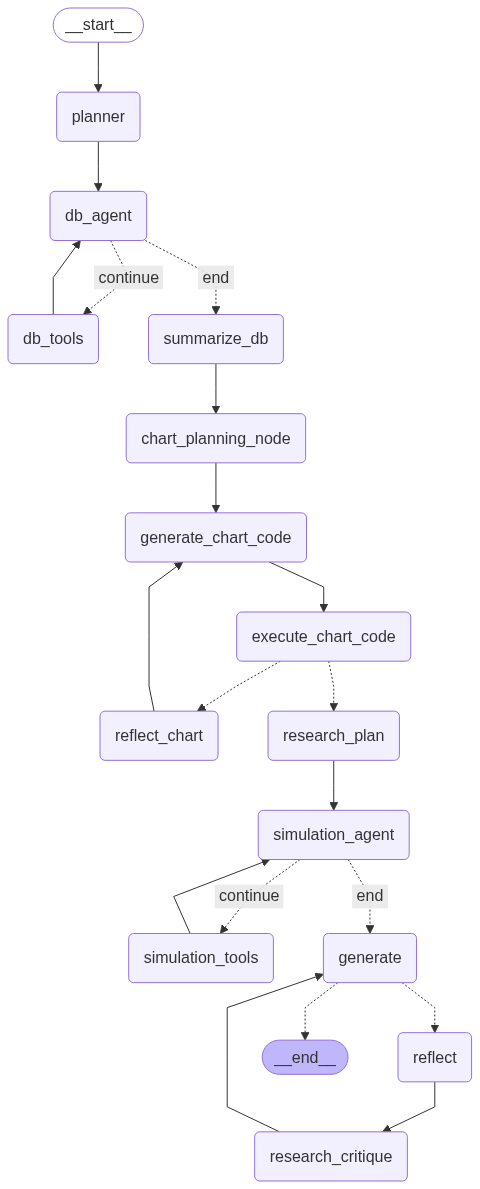 __start__
planner
db_agent
continue
end
db_tools
summarize_db
chart_planning_node
generate_chart_code
execute_chart_code
reflect_chart
research_plan
simulation_agent
continue
end
simulation_tools
generate
__end__
reflect
research_critique